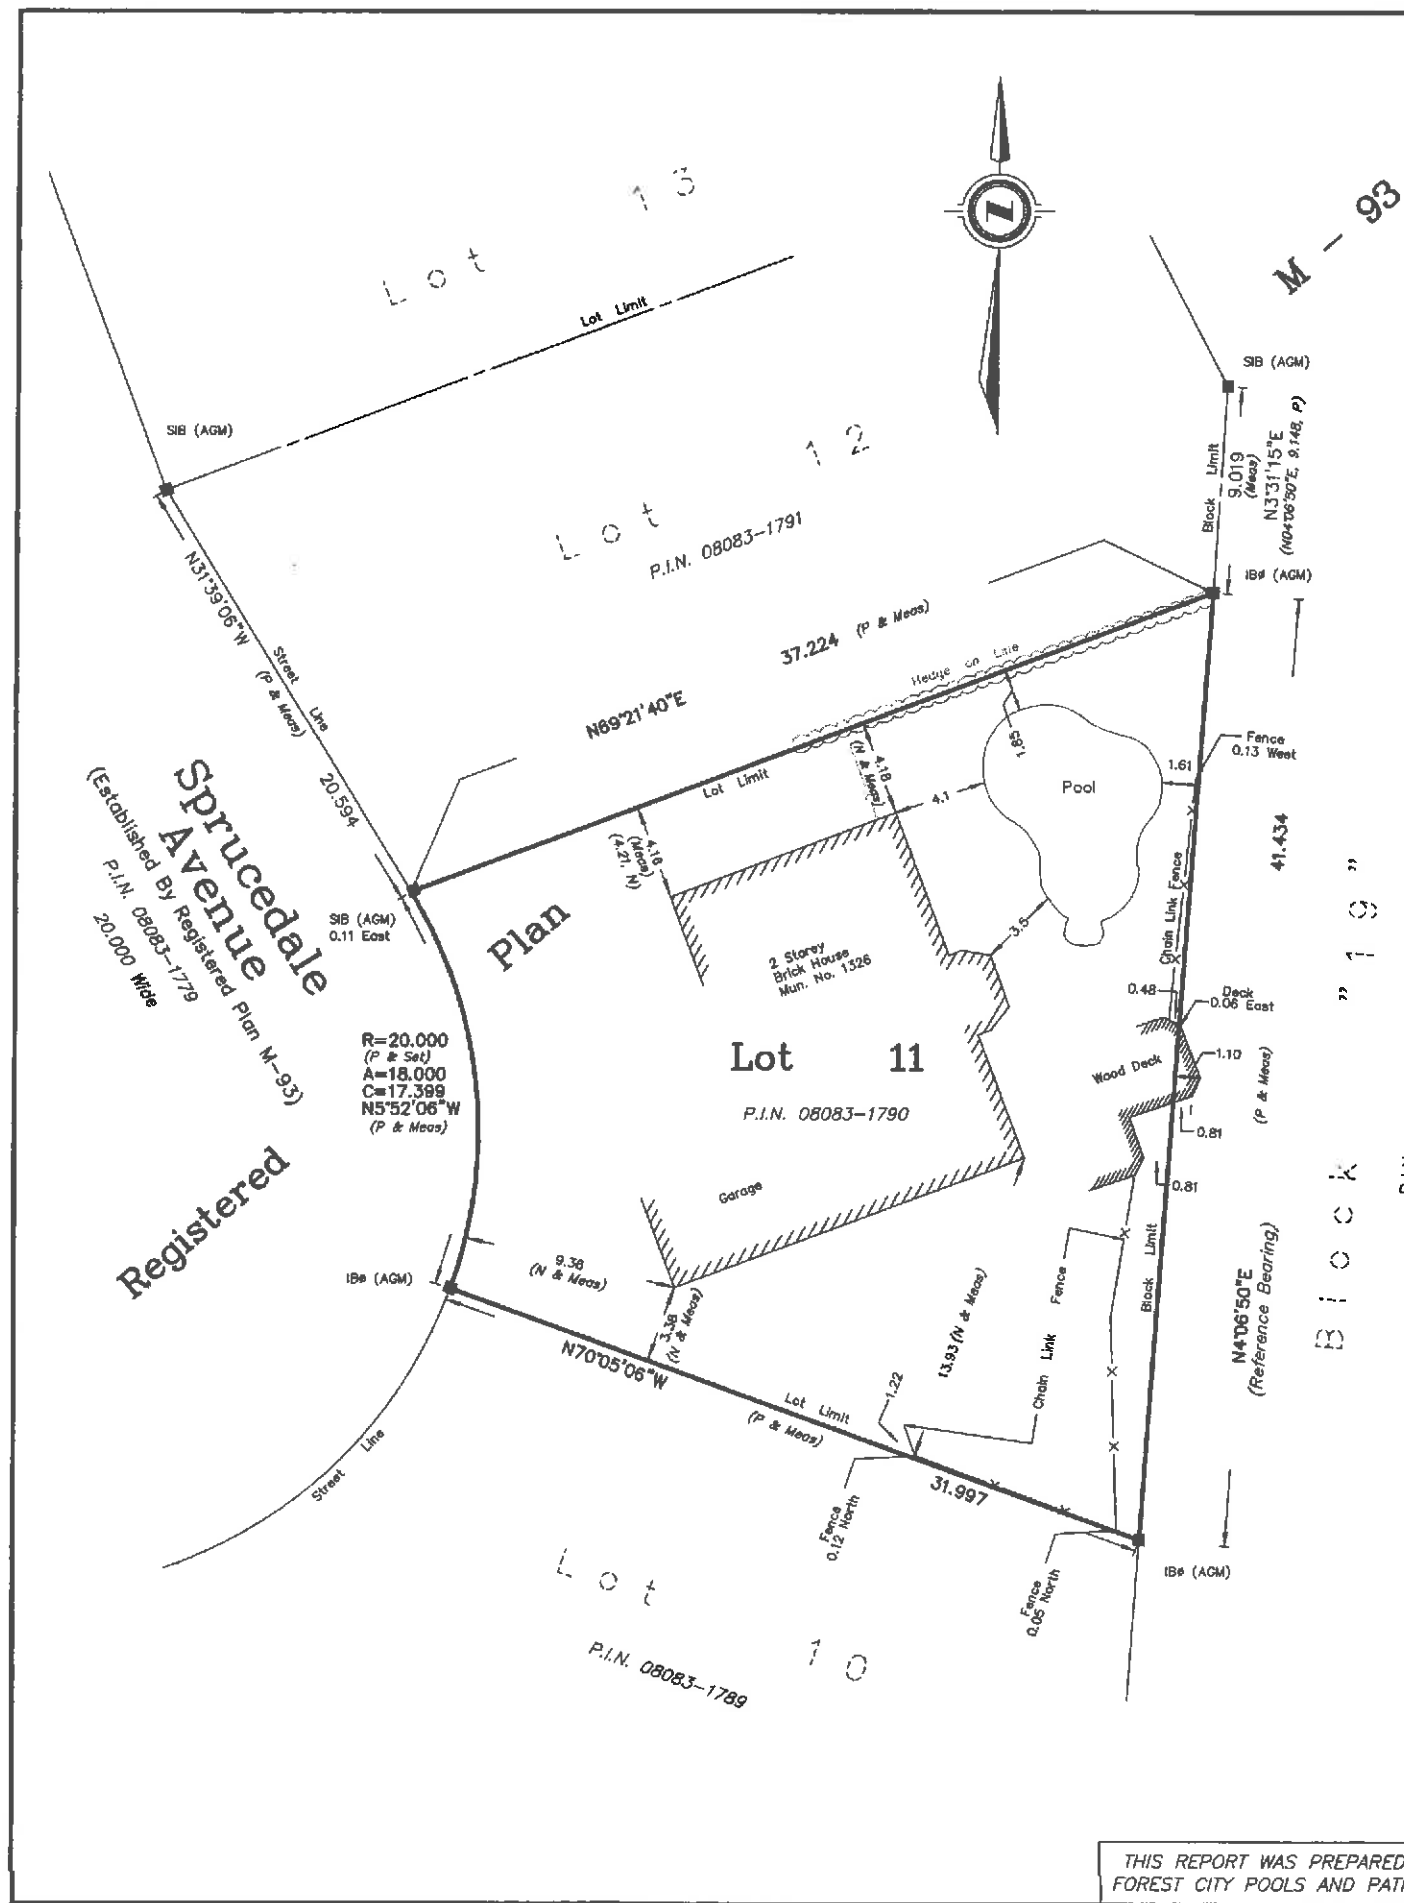 Lot 13
Lot Limit
M - 93
SIB (AGM)
SIB (AGM)
Lot 12
P.I.N. 08083-1791
Block Limit
9.019
(Meas)
N3°31'15"E
(N04°06'50"E, 9.148, P)
IBø (AGM)
N31°39'06"W
(P & Meas)
Street Line
20.594
37.224 (P & Meas)
N69°21'40"E
Hedge on Line
Lot Limit
1.85
Fence
0.13 West
1.61
Pool
4.18
(N & Meas)
4.1
4.18
(Meas)
(4.21, N)
41.434
Sprucedale
Avenue
(Established By Registered Plan M-93)
P.I.N. 08083-1779
20.000 Wide
SIB (AGM)
0.11 East
Plan
2 Storey
Brick House
Mun. No. 1326
3.5
Chain Link Fence
0.48
Deck
0.06 East
R=20.000
(P & Set)
A=18.000
C=17.399
N5°52'06"W
(P & Meas)
Lot 11
P.I.N. 08083-1790
Wood Deck
1.10
(P & Meas)
0.81
0.81
Block "19"
Registered
Garage
9.36
(N & Meas)
IBø (AGM)
3.38
(N & Meas)
N70°05'06"W
Lot Limit
(P & Meas)
1.22
13.93 (N & Meas)
Chain Link Fence
Block Limit
N4°06'50"E
(Reference Bearing)
31.997
Street Line
Fence
0.12 North
Fence
0.05 North
IBø (AGM)
Lot 10
P.I.N. 08083-1789
THIS REPORT WAS PREPARED
FOREST CITY POOLS AND PATI